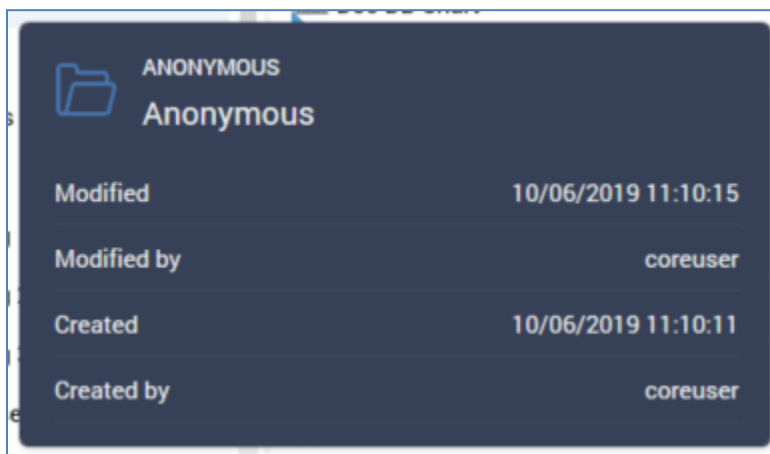 ANONYMOUS
Anonymous
Modified 10/06/2019 11:10:15
Modified by coreuser
Created 10/06/2019 11:10:11
Created by coreuser